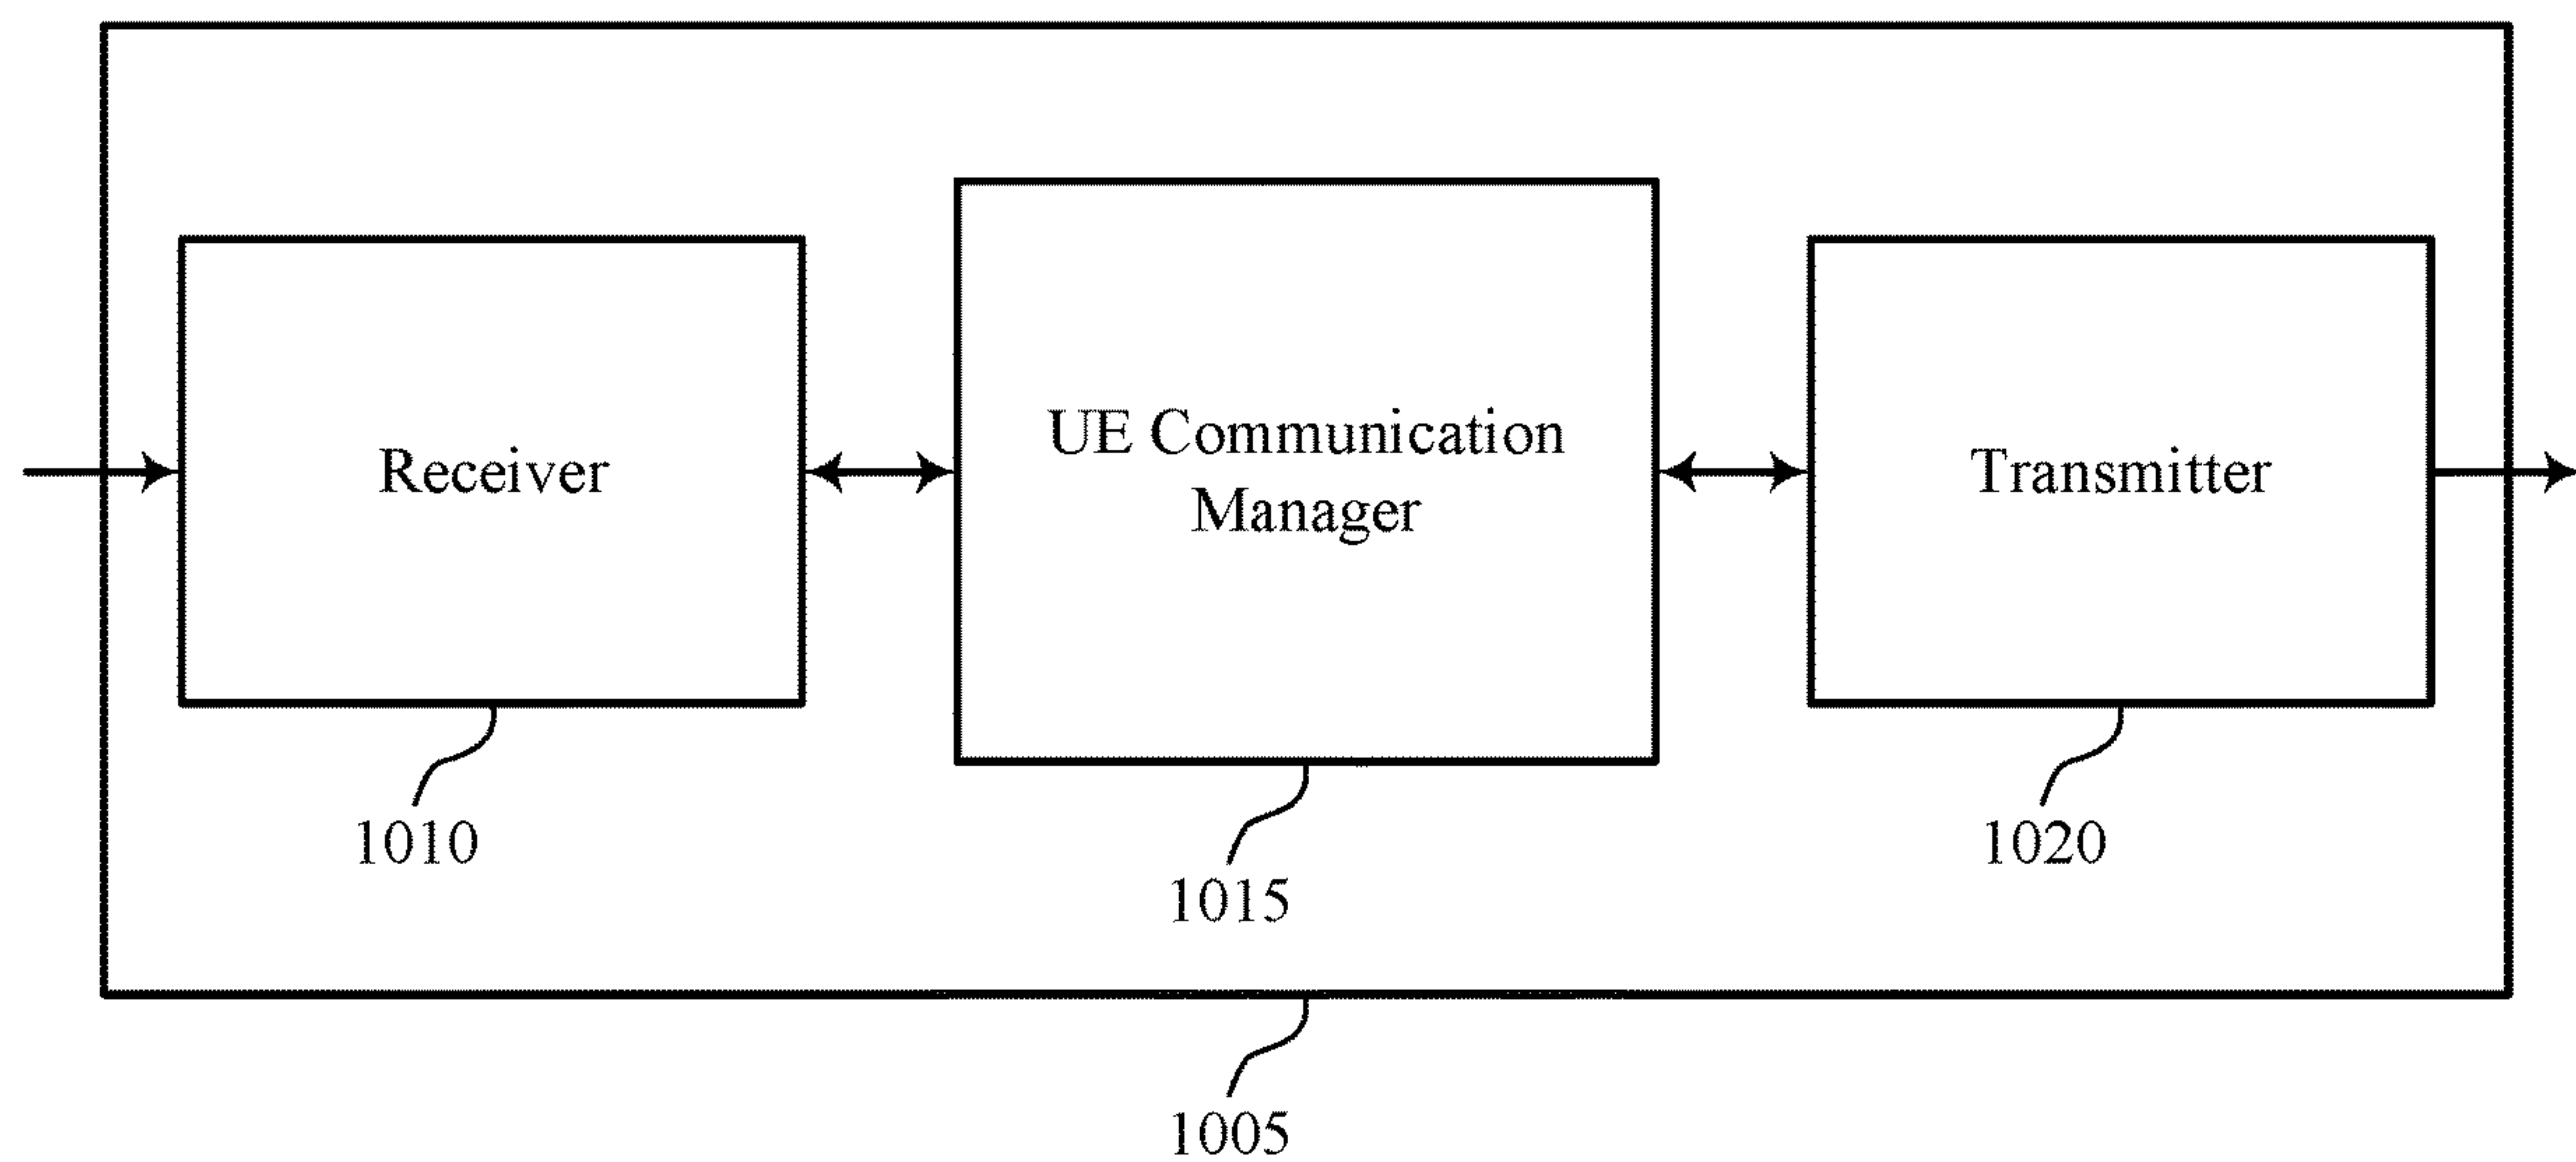 Receiver
UE Communication
Manager
Transmitter
1010
1015
1020
1005